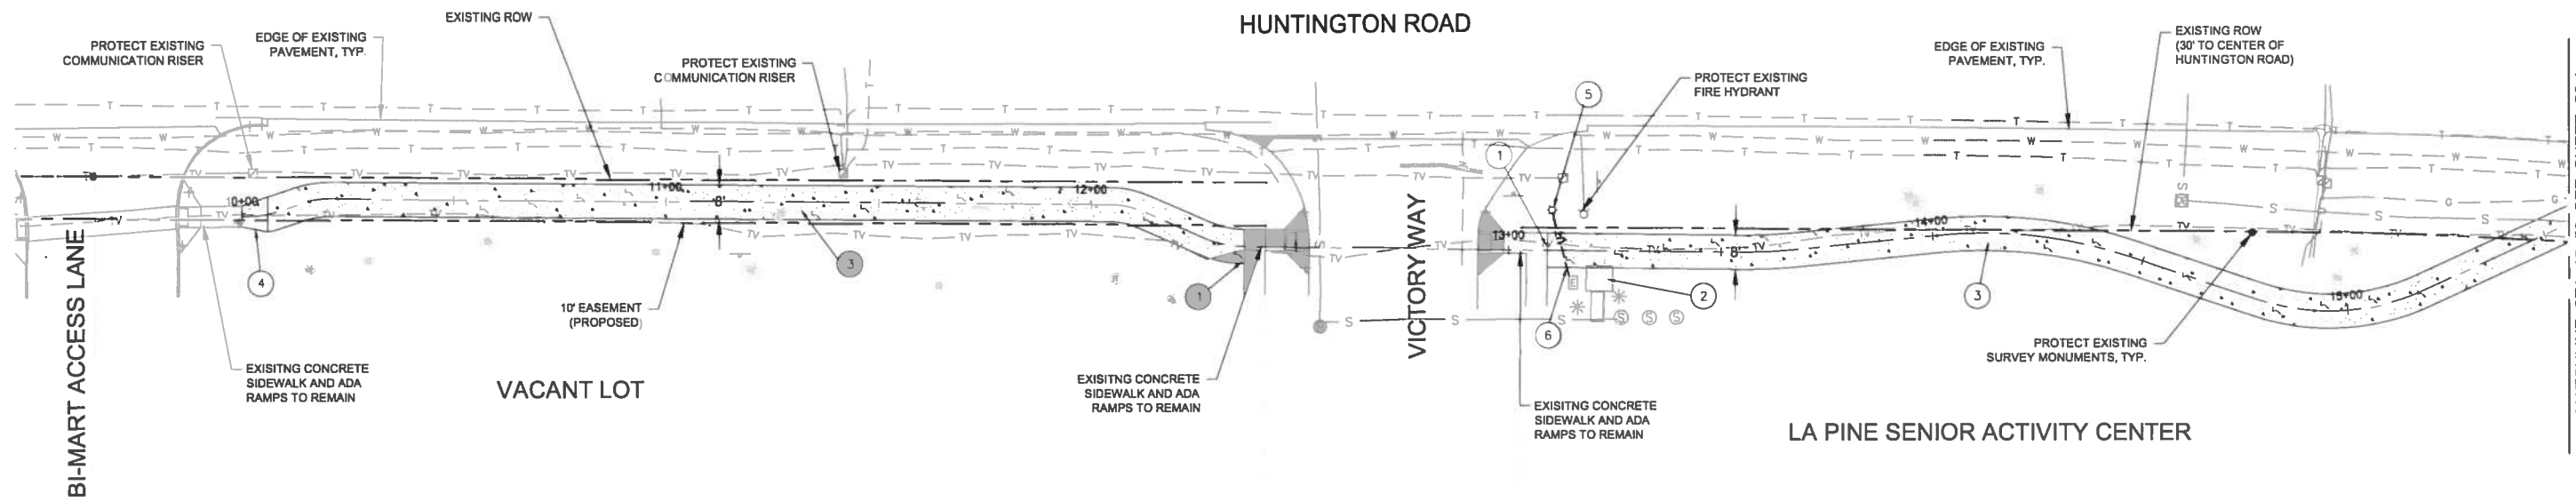 HUNTINGTON ROAD
EXISTING ROW
PROTECT EXISTING
COMMUNICATION RISER
EDGE OF EXISTING
PAVEMENT, TYP.
PROTECT EXISTING
COMMUNICATION RISER
PROTECT EXISTING
FIRE HYDRANT
EDGE OF EXISTING
PAVEMENT, TYP.
EXISTING ROW
(30' TO CENTER OF
HUNTINGTON ROAD)
5
1
10+00
11+00
8'
12+00
13+00
8'
14+00
15+00
4
3
1
2
3
6
10' EASEMENT
(PROPOSED)
BI-MART ACCESS LANE
VICTORY WAY
EXISTING CONCRETE
SIDEWALK AND ADA
RAMPS TO REMAIN
VACANT LOT
EXISITNG CONCRETE
SIDEWALK AND ADA
RAMPS TO REMAIN
EXISITNG CONCRETE
SIDEWALK AND ADA
RAMPS TO REMAIN
PROTECT EXISTING
SURVEY MONUMENTS, TYP.
LA PINE SENIOR ACTIVITY CENTER